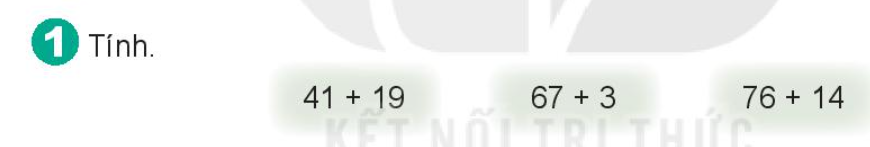 1 Tính.
41 + 19 67 + 3 76 + 14
KẾT NỐI TRI THỨC